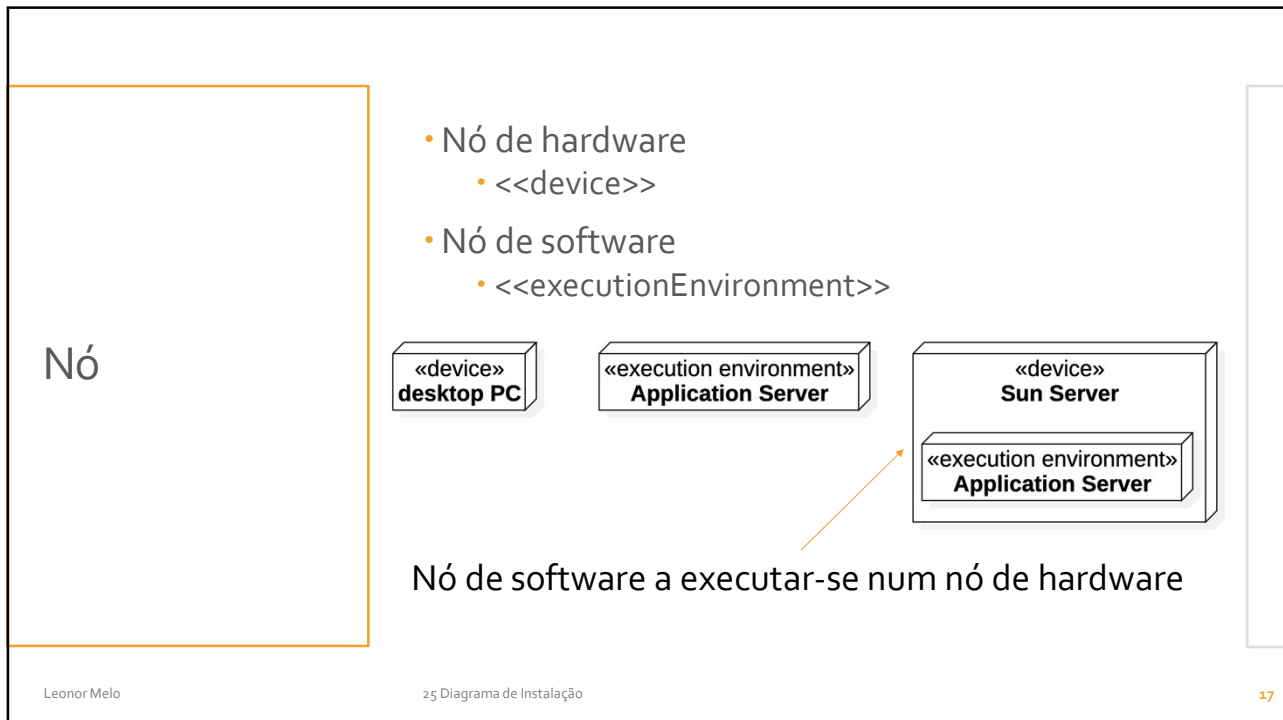 Nó
• Nó de hardware
• <<device>>
• Nó de software
• <<executionEnvironment>>
«device»
desktop PC
«execution environment»
Application Server
«device»
Sun Server
«execution environment»
Application Server
Nó de software a executar-se num nó de hardware
Leonor Melo
25 Diagrama de Instalação
17